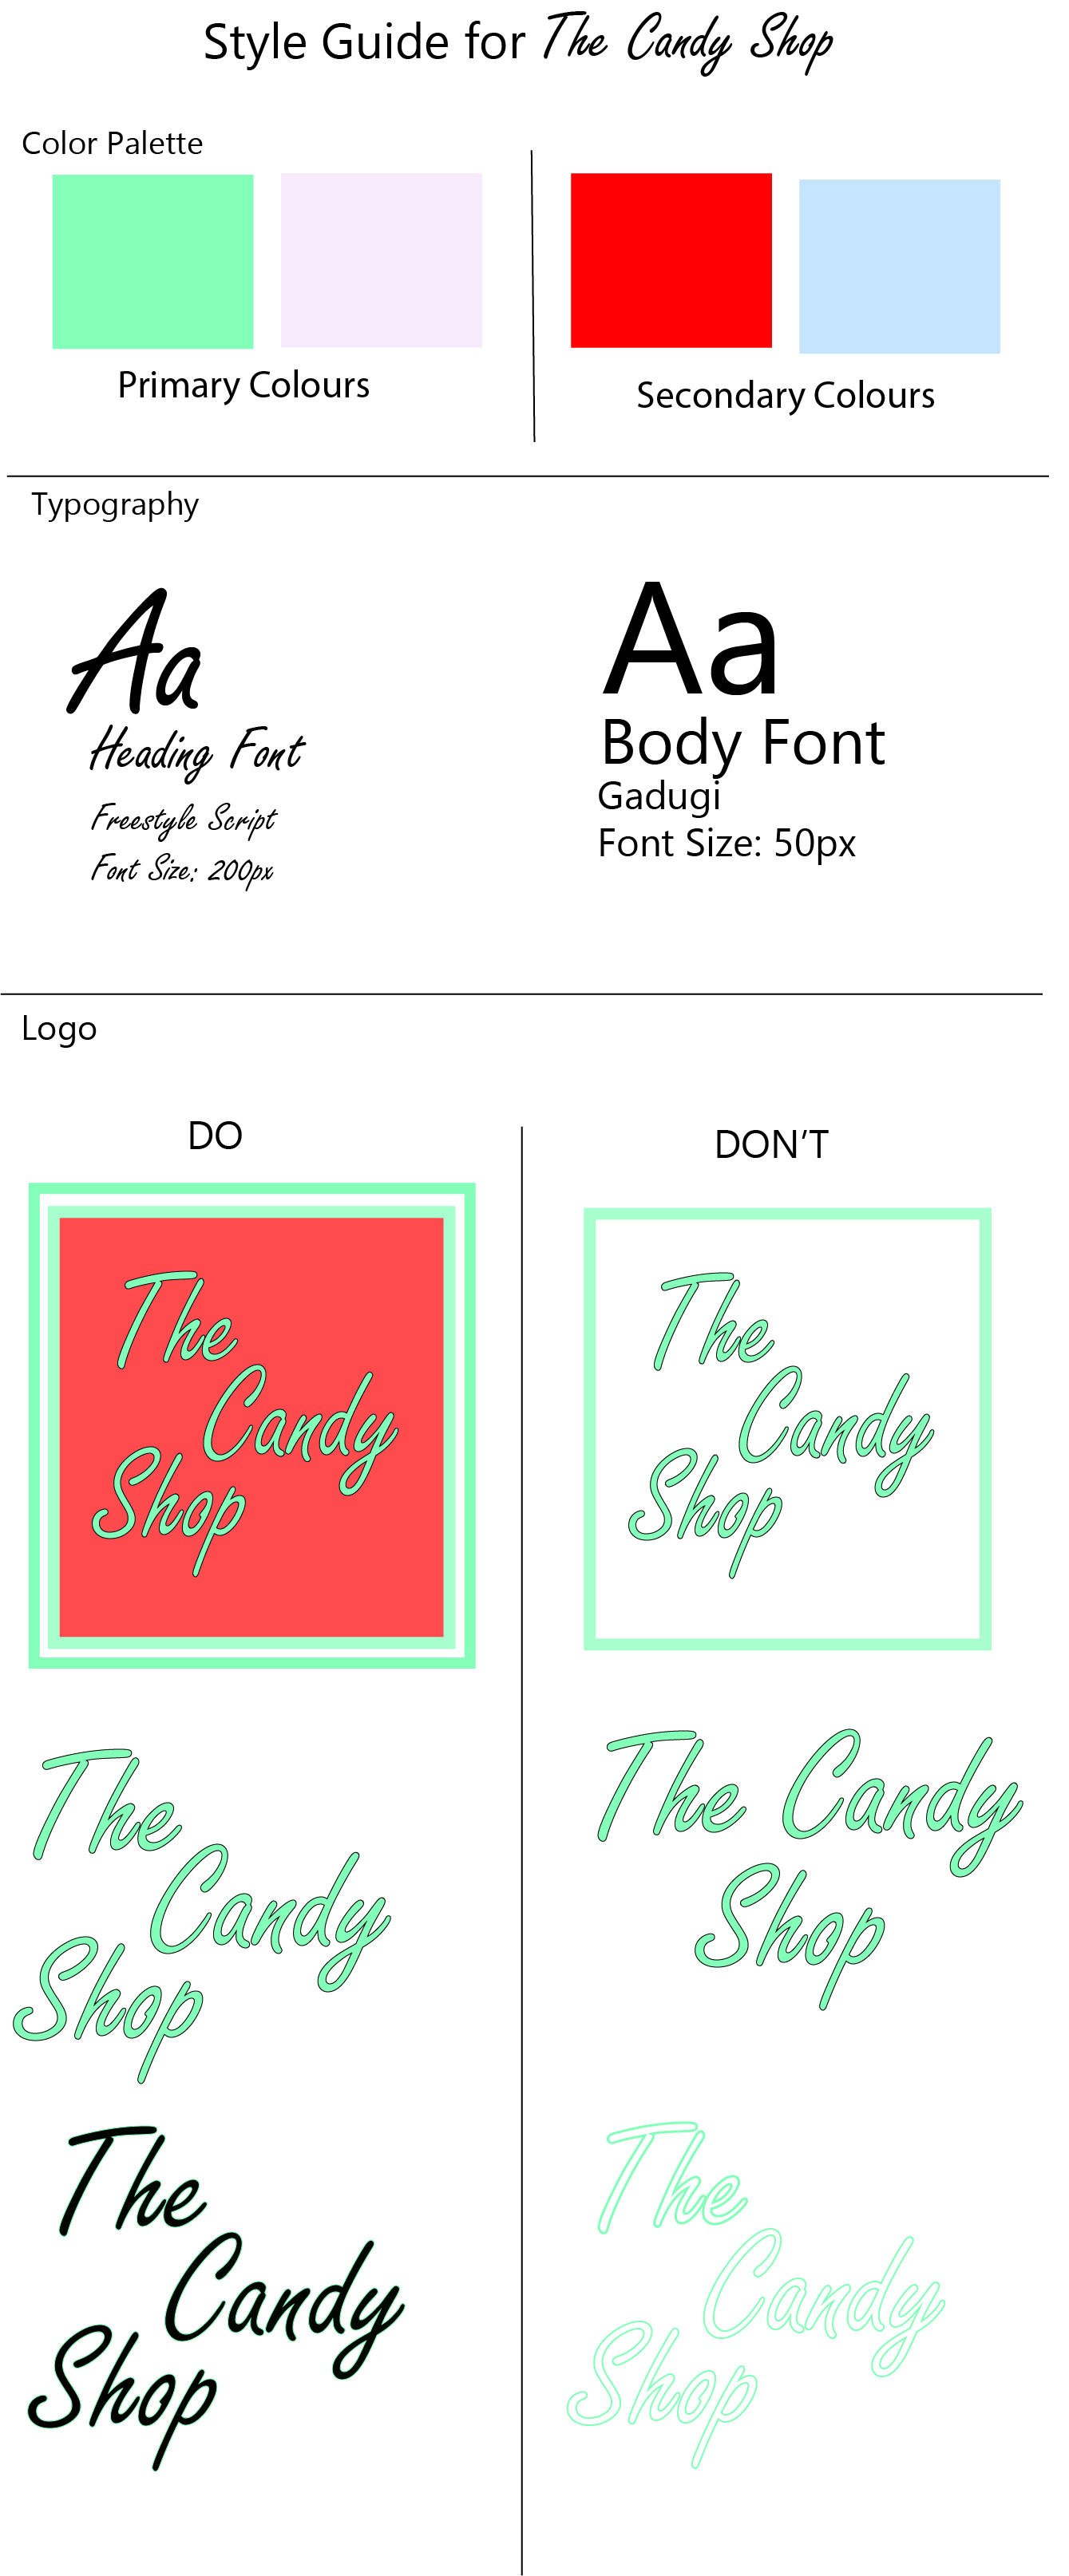 Style Guide for The Candy Shop
Color Palette
Primary Colours
Secondary Colours
Typography
Aa
Heading Font
Freestyle Script
Font Size: 200px
Aa
Body Font
Gadugi
Font Size: 50px
Logo
DO
The
Candy
Shop
The
Candy
Shop
The
Candy
Shop
DON'T
The
Candy
Shop
The Candy
Shop
The
Candy
Shop